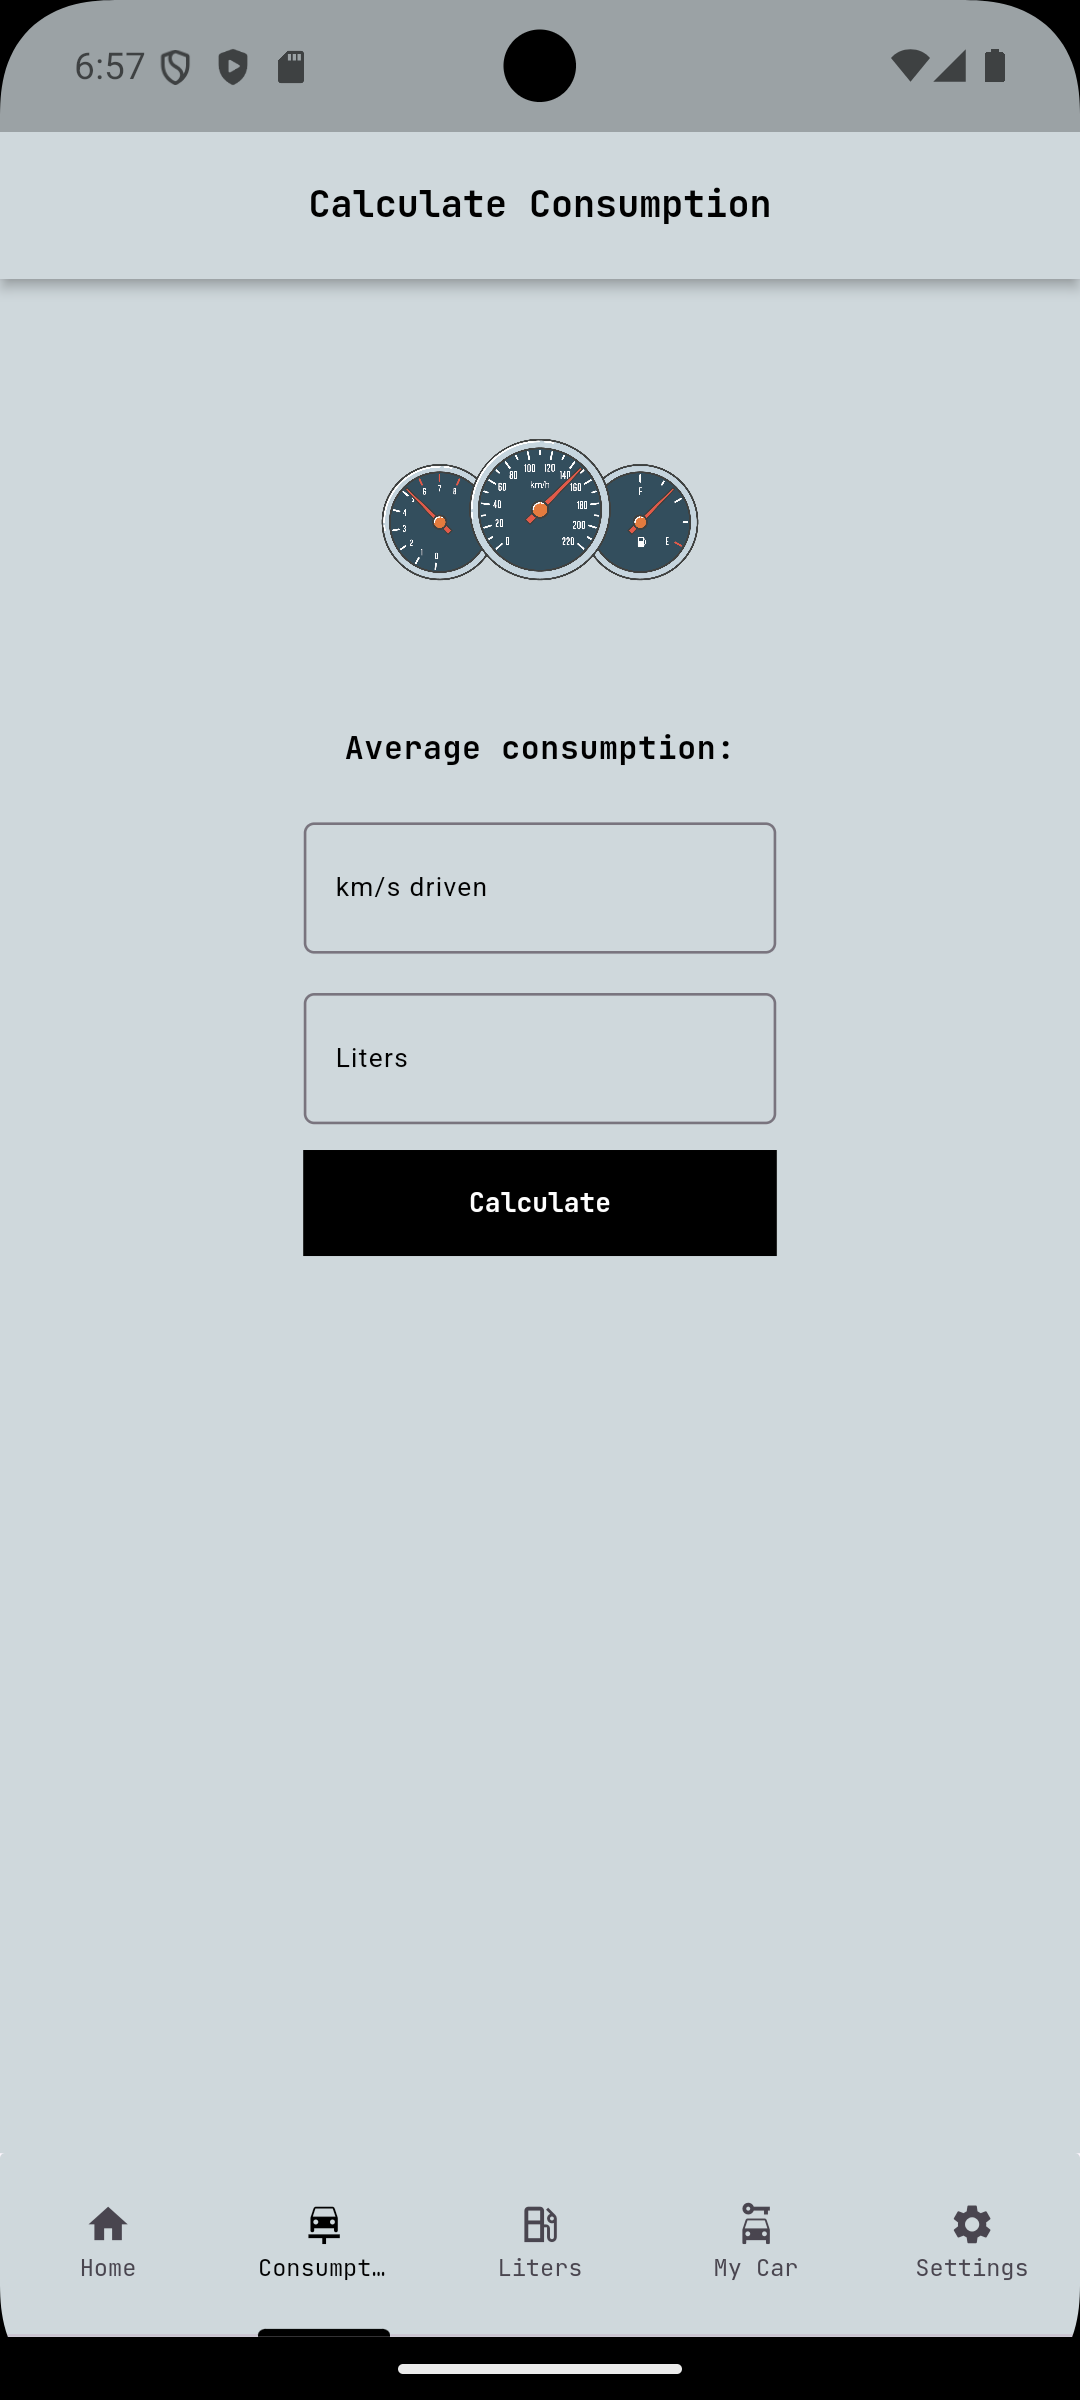 6:57
Calculate Consumption
0 1 2 3 4 5 6 7 8
0 20 40 60 80 100 120 140 160 180 200 220
km/h
F
E
Average consumption:
km/s driven
Liters
Calculate
Home
Consumpt…
Liters
My Car
Settings